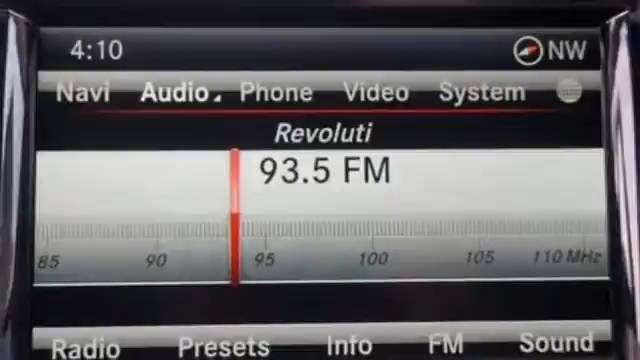 4:10 NW
Navi Audio Phone Video System
Revoluti
93.5 FM
85 90 95 100 105 110 MHz
Radio Presets Info FM Sound